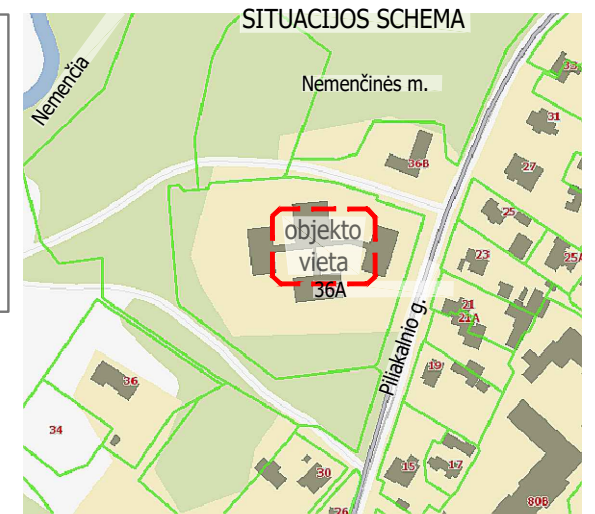 SITUACIJOS SCHEMA
Nemenčia
Nemenčinės m.
33
31
36B
27
25
objekto
vieta
36A
23
25A
21
21A
Piliakalnio g.
19
36
34
30
15
17
26
80B